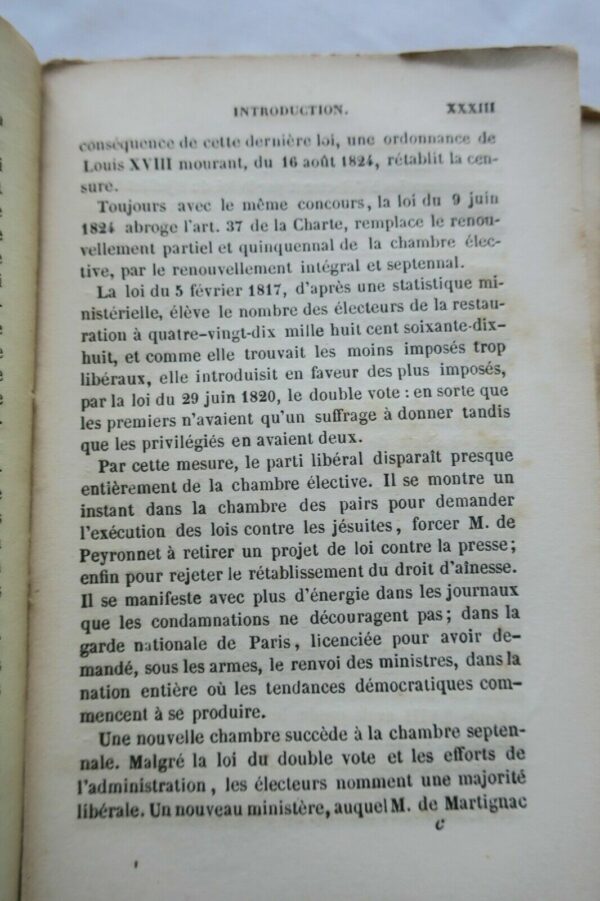 INTRODUCTION. XXXIII
conséquence de cette dernière loi, une ordonnance de
Louis XVIII mourant, du 16 août 1824, rétablit la cen-
sure.
Toujours avec le même concours, la loi du 9 juin
1824 abroge l'art. 37 de la Charte, remplace le renou-
vellement partiel et quinquennal de la chambre élec-
tive, par le renouvellement intégral et septennal.
La loi du 5 février 1817, d'après une statistique mi-
nistérielle, élève le nombre des électeurs de la restau-
ration à quatre-vingt-dix mille huit cent soixante-dix-
huit, et comme elle trouvait les moins imposés trop
libéraux, elle introduisit en faveur des plus imposés,
par la loi du 29 juin 1820, le double vote : en sorte que
les premiers n'avaient qu'un suffrage à donner tandis
que les privilégiés en avaient deux.
Par cette mesure, le parti libéral disparaît presque
entièrement de la chambre élective. Il se montre un
instant dans la chambre des pairs pour demander
l'exécution des lois contre les jésuites, forcer M. de
Peyronnet à retirer un projet de loi contre la presse;
enfin pour rejeter le rétablissement du droit d'aînesse.
Il se manifeste avec plus d'énergie dans les journaux
que les condamnations ne découragent pas; dans la
garde nationale de Paris, licenciée pour avoir de-
mandé, sous les armes, le renvoi des ministres, dans la
nation entière où les tendances démocratiques com-
mencent à se produire.
Une nouvelle chambre succède à la chambre septen-
nale. Malgré la loi du double vote et les efforts de
l'administration, les électeurs nomment une majorité
libérale. Un nouveau ministère, auquel M. de Martignac
c